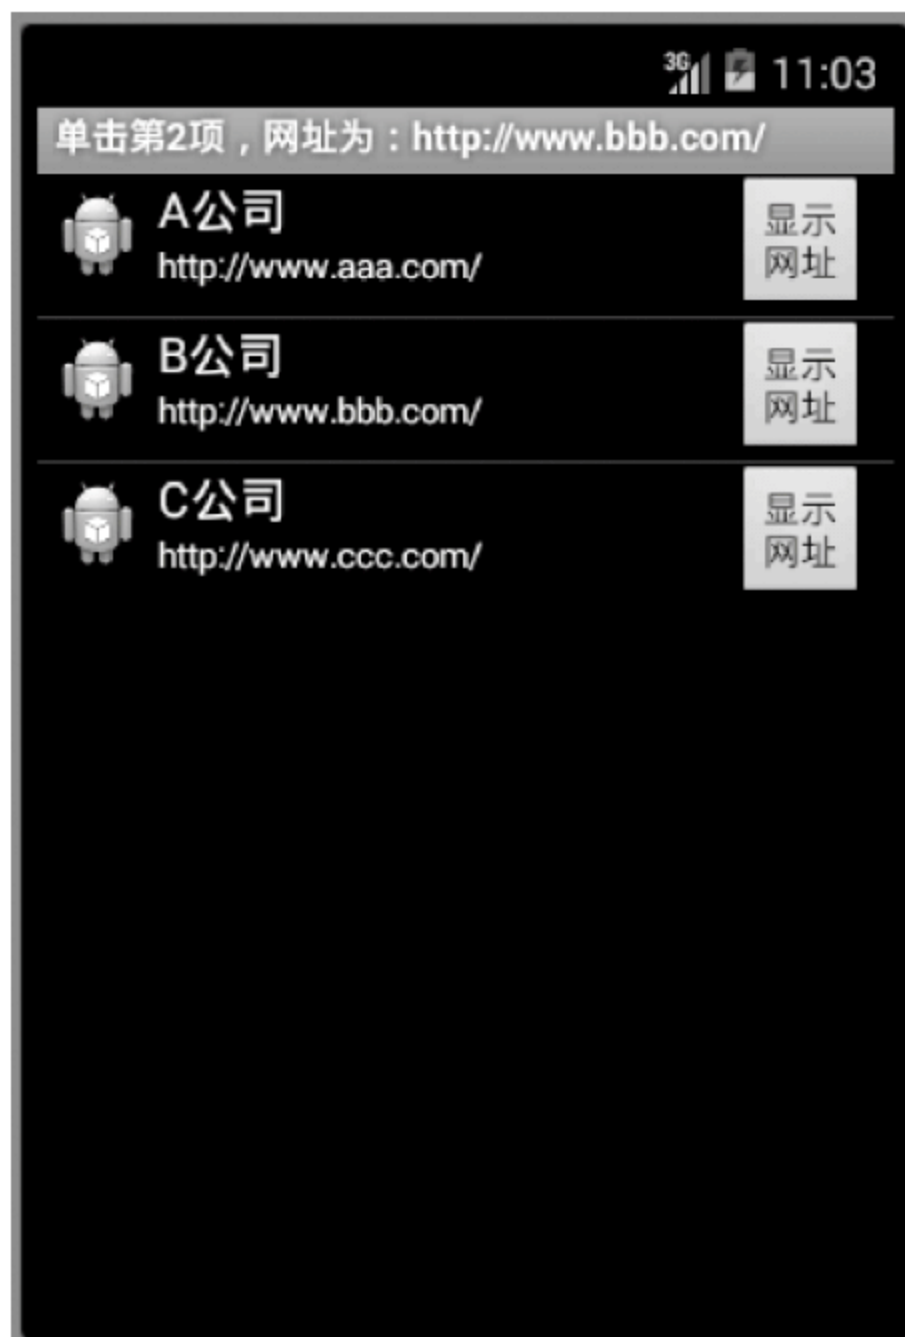 3G 11:03
单击第2项，网址为：http://www.bbb.com/
A公司
http://www.aaa.com/
显示
网址
B公司
http://www.bbb.com/
显示
网址
C公司
http://www.ccc.com/
显示
网址